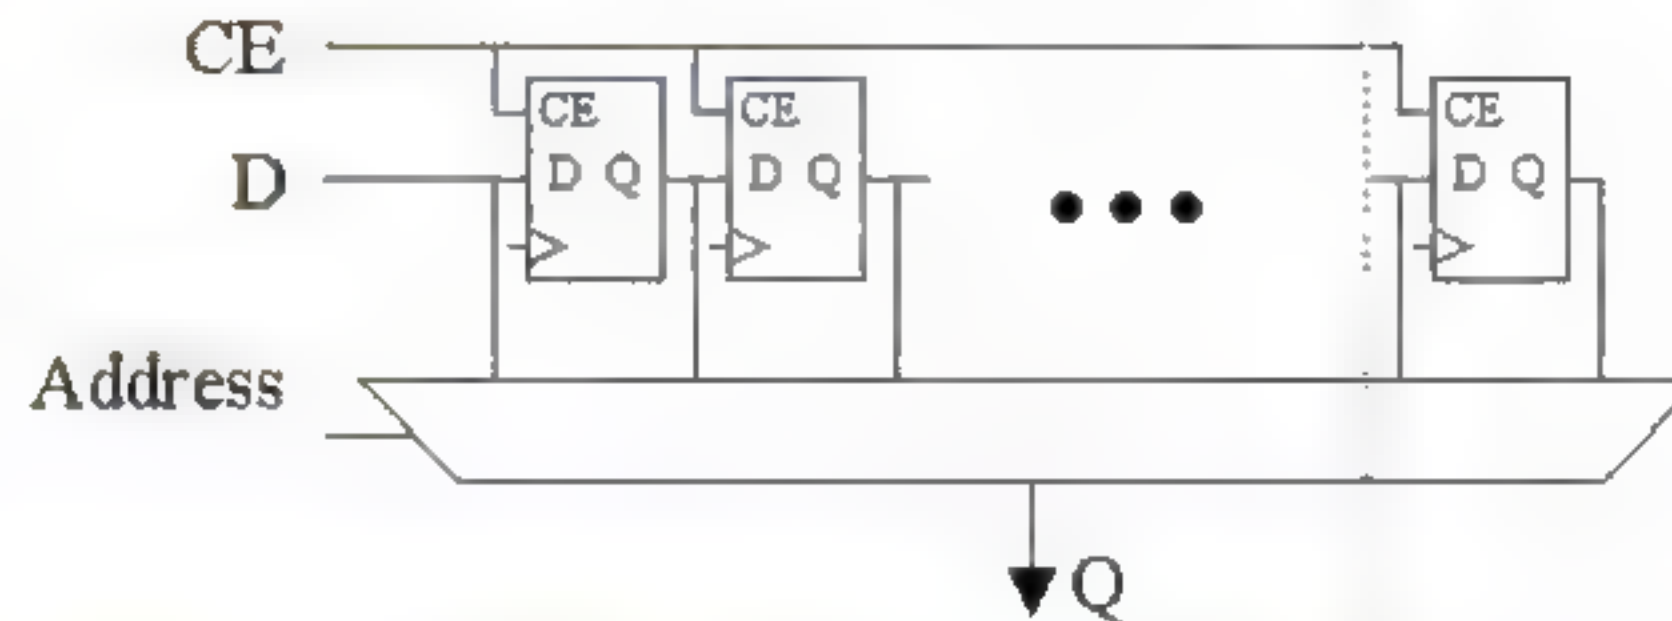 CE
CE CE CE
D
D Q D Q D Q
Address
Q